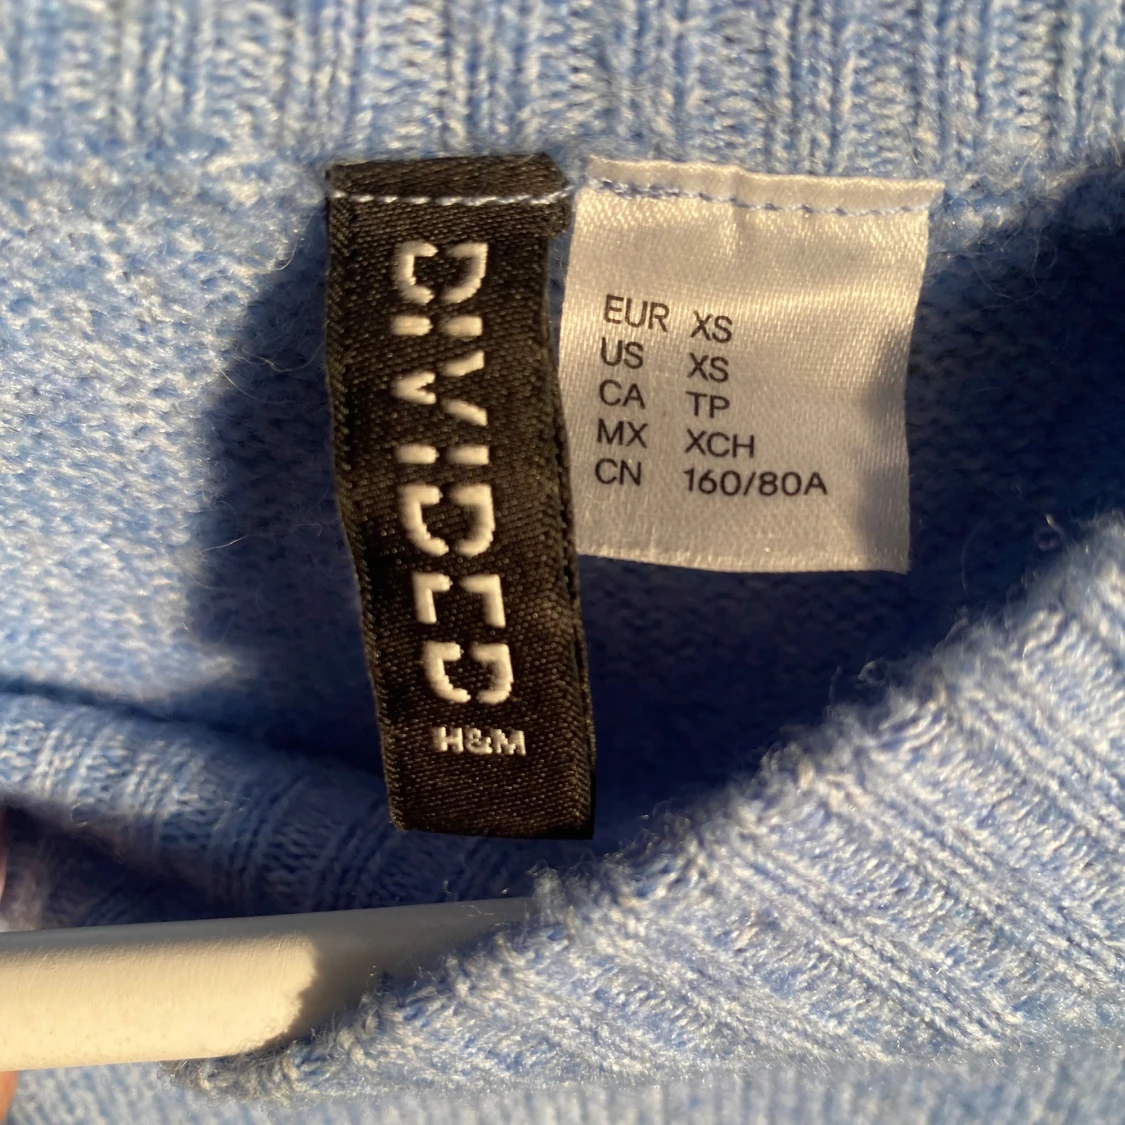 DIVIDED
H&M
EUR XS
US XS
CA TP
MX XCH
CN 160/80A